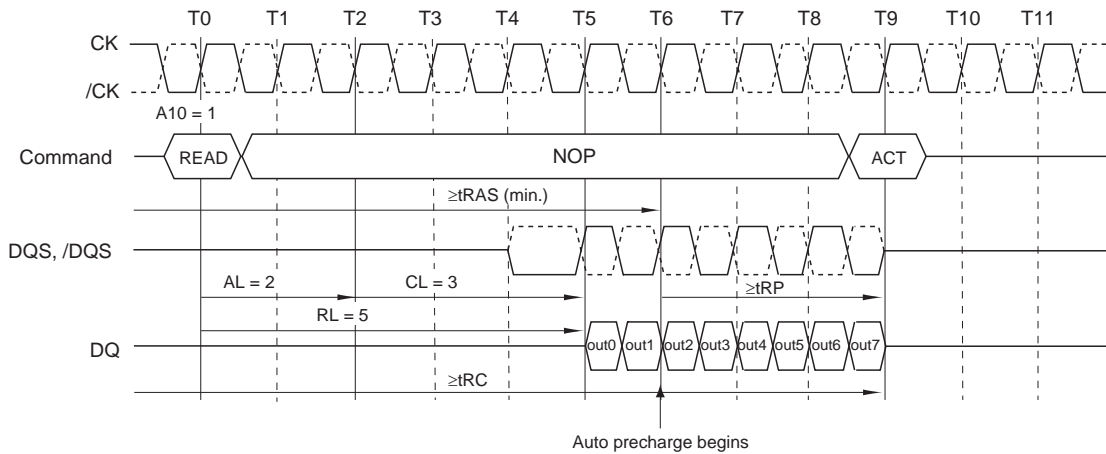 T0 T1 T2 T3 T4 T5 T6 T7 T8 T9 T10 T11
CK
/CK
A10 = 1
Command READ NOP ACT
≥tRAS (min.)
DQS, /DQS
AL = 2 CL = 3 ≥tRP
RL = 5
DQ out0 out1 out2 out3 out4 out5 out6 out7
≥tRC
Auto precharge begins